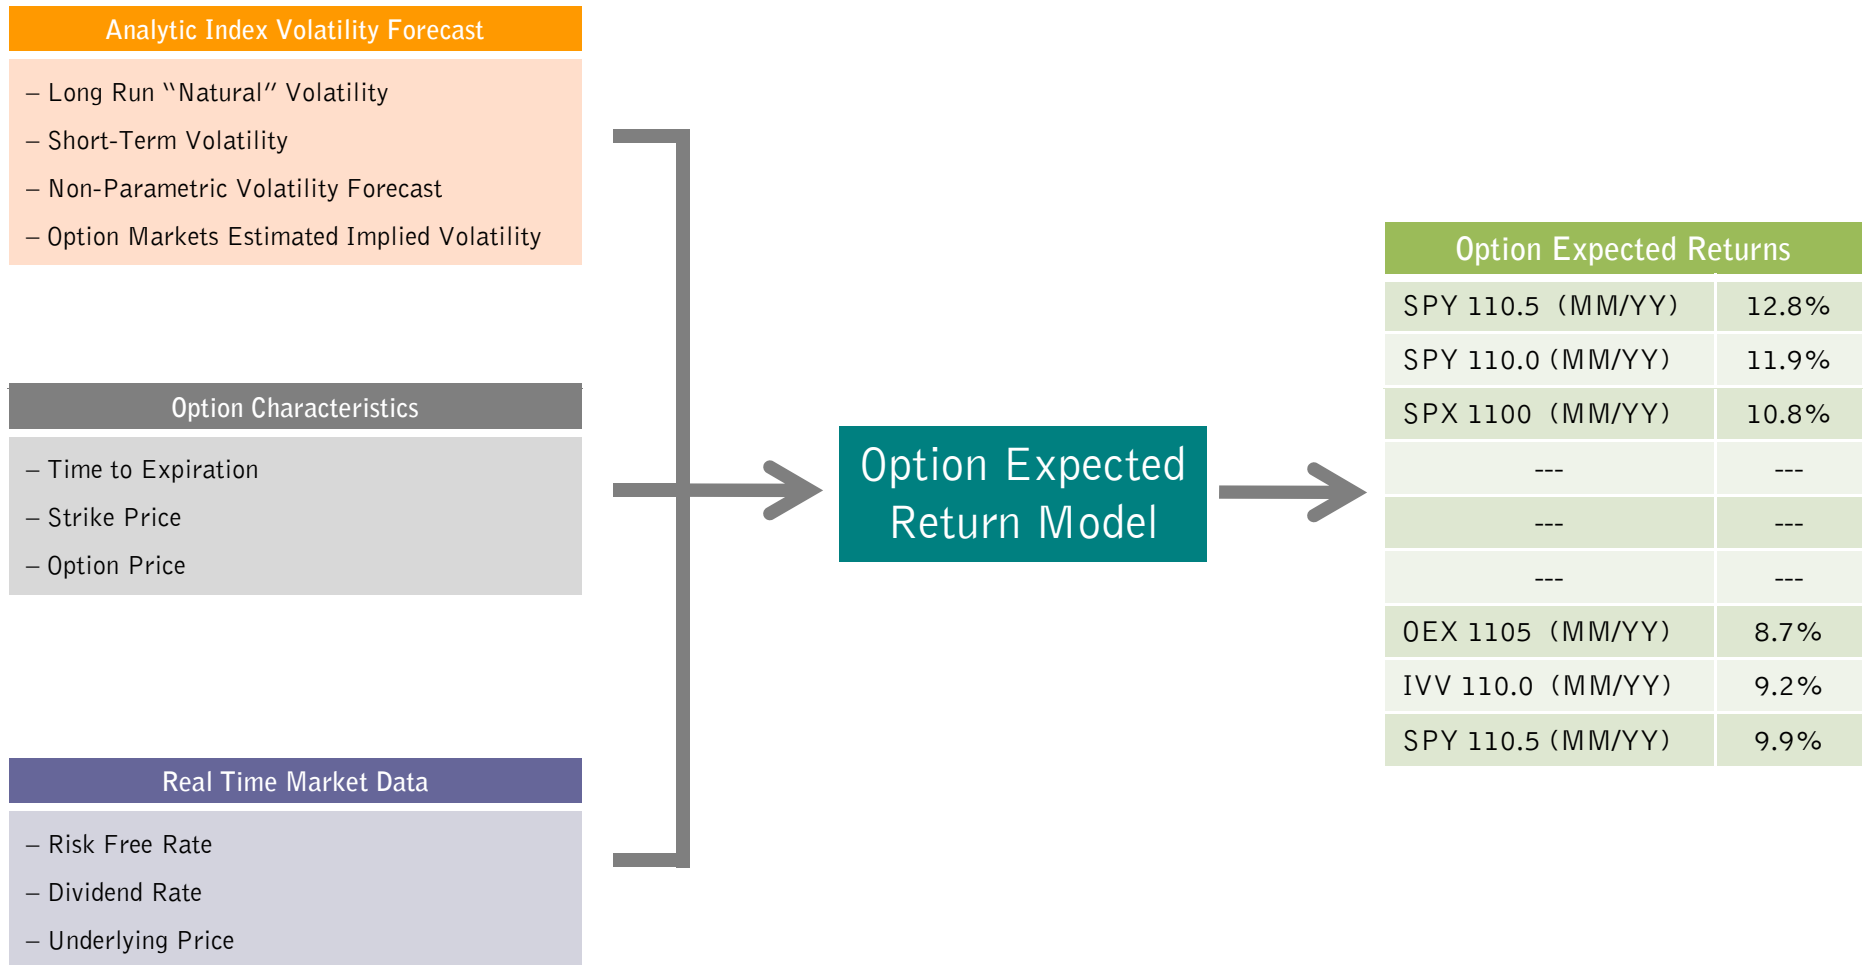 Analytic Index Volatility Forecast
– Long Run “Natural” Volatility
– Short-Term Volatility
– Non-Parametric Volatility Forecast
– Option Markets Estimated Implied Volatility
Option Characteristics
– Time to Expiration
– Strike Price
– Option Price
Real Time Market Data
– Risk Free Rate
– Dividend Rate
– Underlying Price
Option Expected
Return Model
Option Expected Returns
SPY 110.5 (MM/YY) 12.8%
SPY 110.0 (MM/YY) 11.9%
SPX 1100 (MM/YY) 10.8%
--- ---
--- ---
--- ---
OEX 1105 (MM/YY) 8.7%
IVV 110.0 (MM/YY) 9.2%
SPY 110.5 (MM/YY) 9.9%